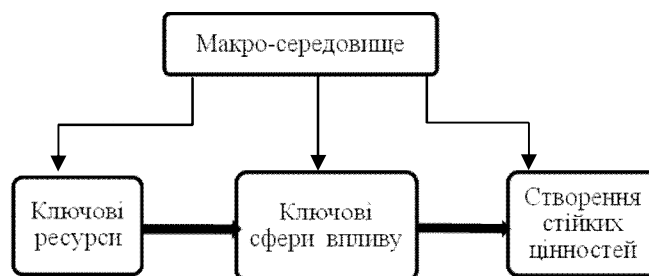 Макро-середовище
Ключові
ресурси
Ключові
сфери впливу
Створення
стійких
цінностей